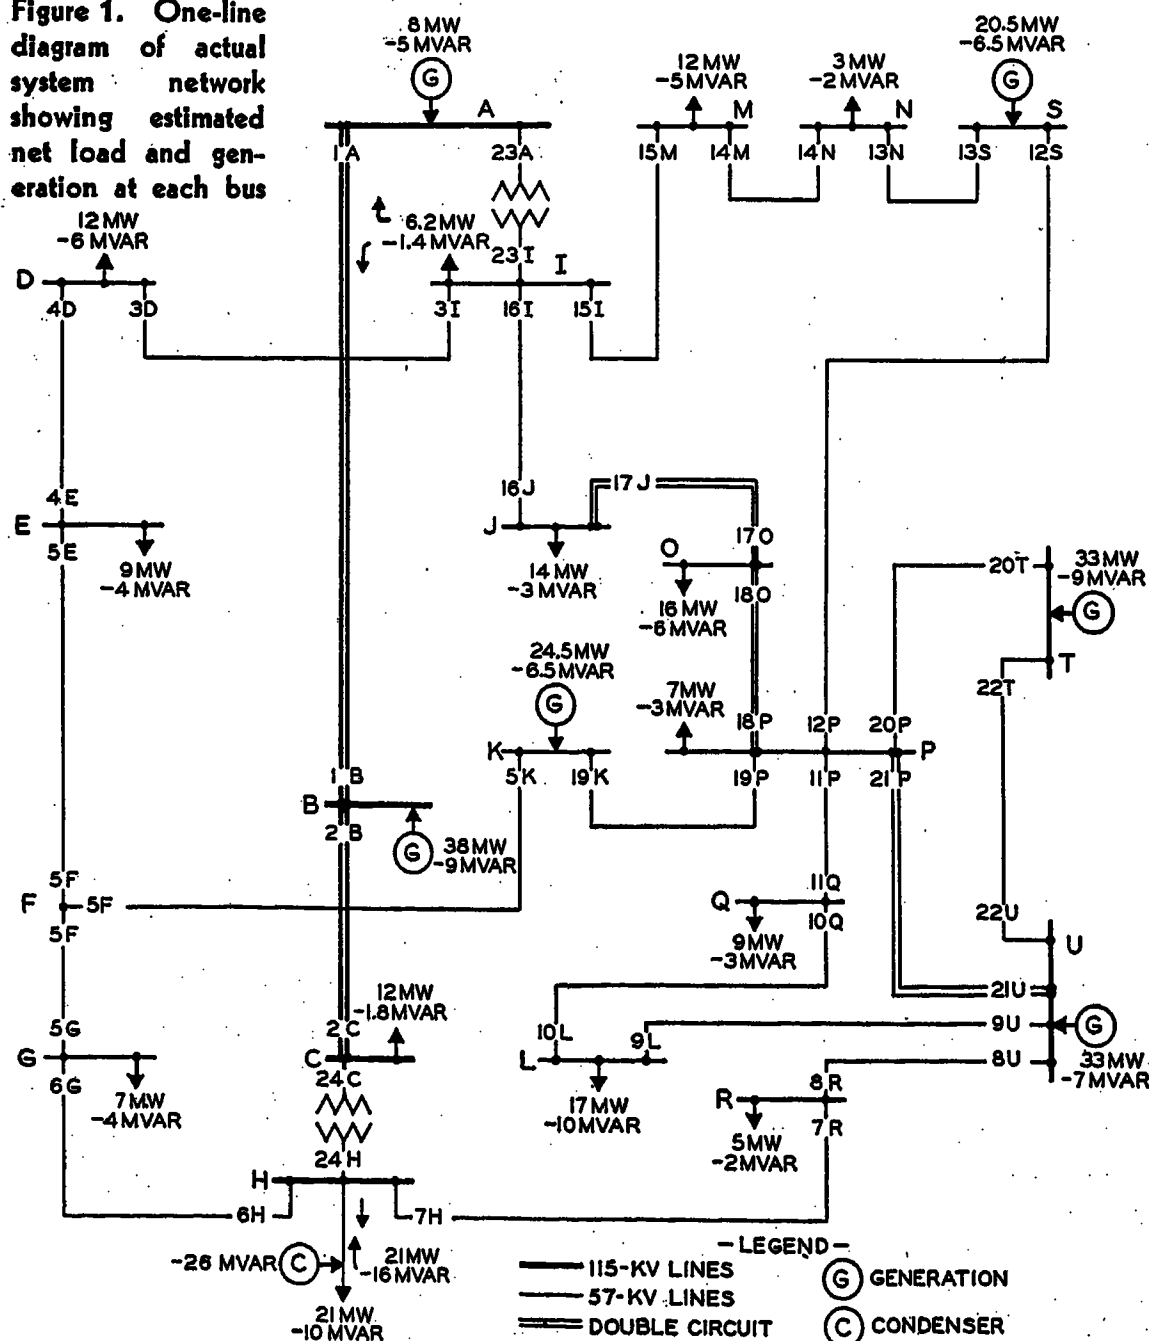 Figure 1. One-line
diagram of actual
system network
showing estimated
net load and gen-
eration at each bus
8 MW
-5 MVAR
G
A
1A
23A
12 MW
-5 MVAR
M
15M
14M
3 MW
-2 MVAR
N
14N
13N
20.5 MW
-6.5 MVAR
G
S
13S
12S
12 MW
-6 MVAR
D
4D
3D
6.2 MW
-1.4 MVAR
23I
I
3I
16I
15I
4E
E
5E
9 MW
-4 MVAR
16J
17J
J
14 MW
-3 MVAR
17O
O
18O
16 MW
-6 MVAR
20T
33 MW
-9 MVAR
G
T
22T
24.5 MW
-6.5 MVAR
G
K
5K
19K
7 MW
-3 MVAR
18P
12P
20P
P
19P
11P
21P
1B
B
2B
G
38 MW
-9 MVAR
5F
F
5F
5F
11Q
Q
10Q
9 MW
-3 MVAR
22U
U
21U
9U
G
8U
33 MW
-7 MVAR
5G
G
6G
7 MW
-4 MVAR
12 MW
-1.8 MVAR
2C
C
24C
10L
9L
L
17 MW
-10 MVAR
8R
R
7R
5 MW
-2 MVAR
24H
H
6H
7H
-26 MVAR
C
21 MW
-16 MVAR
21 MW
-10 MVAR
-LEGEND-
115-KV LINES
57-KV LINES
DOUBLE CIRCUIT
G GENERATION
C CONDENSER